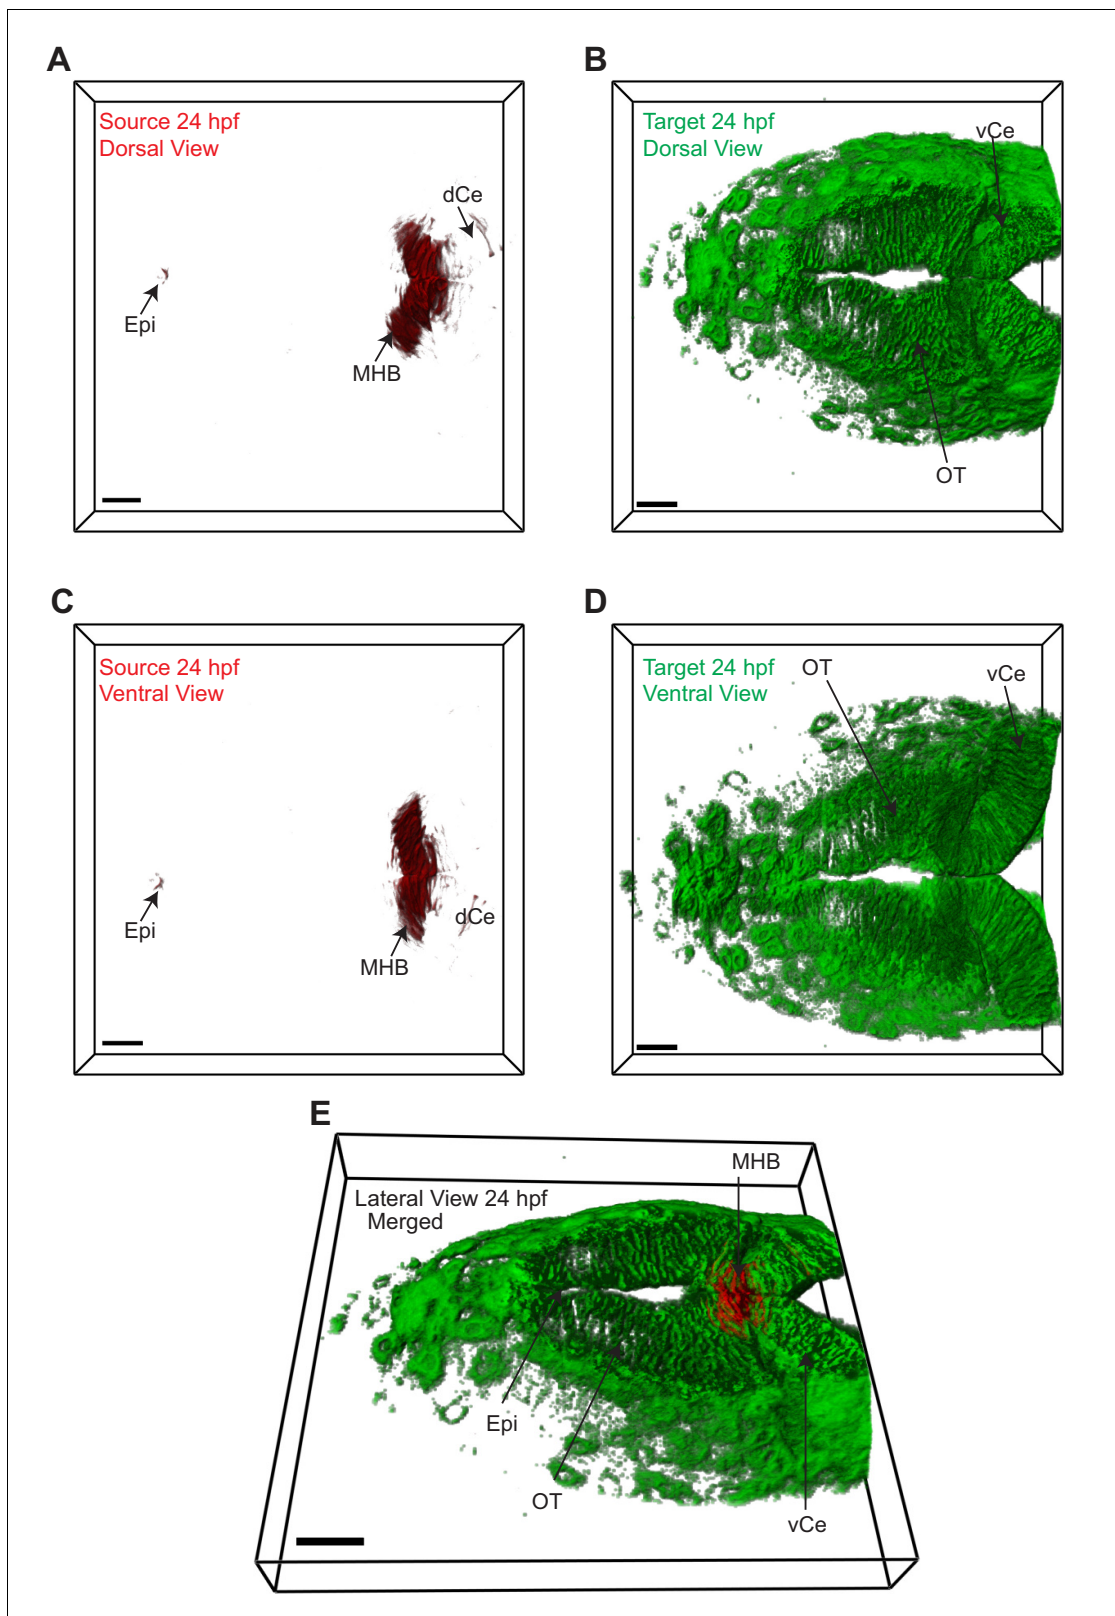 A
Source 24 hpf
Dorsal View
dCe
Epi
MHB
B
Target 24 hpf
Dorsal View
vCe
OT
C
Source 24 hpf
Ventral View
Epi
dCe
MHB
D
Target 24 hpf
Ventral View
OT
vCe
E
MHB
Lateral View 24 hpf
Merged
Epi
OT
vCe